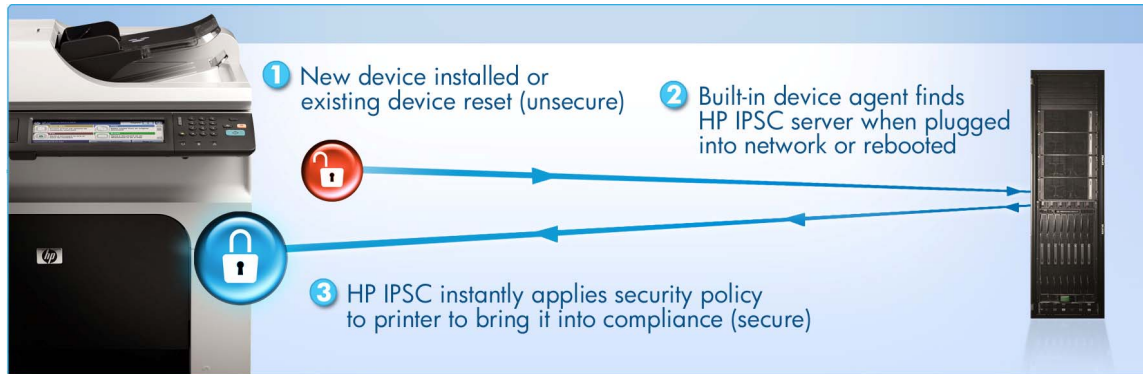 1 New device installed or
existing device reset (unsecure)
2 Built-in device agent finds
HP IPSC server when plugged
into network or rebooted
3 HP IPSC instantly applies security policy
to printer to bring it into compliance (secure)
hp